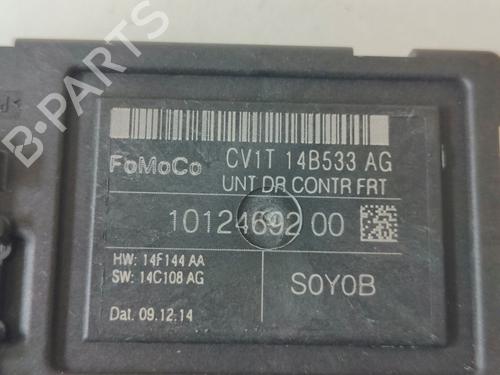 B-PARTS
FoMoCo
CV1T 14B533 AG
UNT DR CONTR FRT
10124692 00
HW: 14F144 AA
SW: 14C108 AG
S0Y0B
Dat. 09.12.14